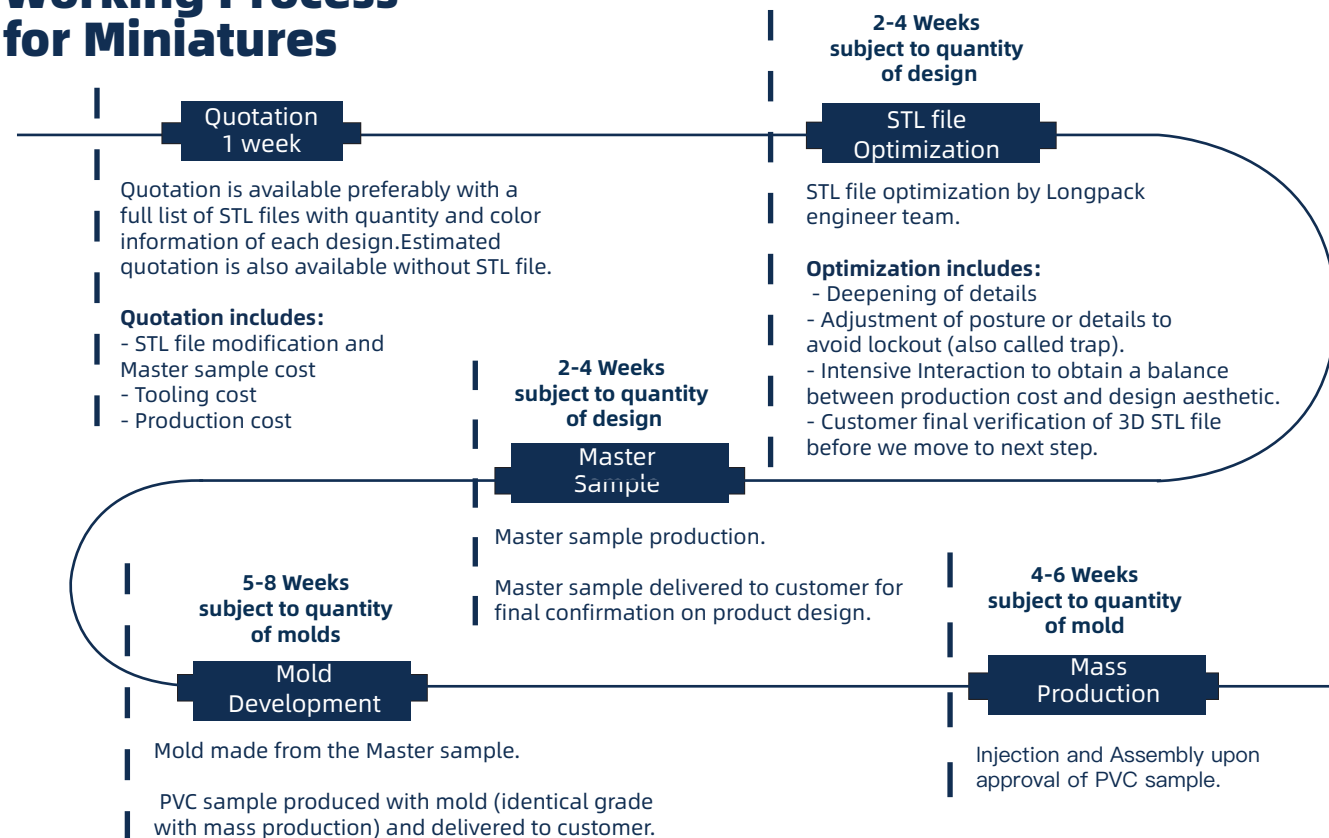 Working Process
for Miniatures
Quotation
1 week
Quotation is available preferably with a
full list of STL files with quantity and color
information of each design.Estimated
quotation is also available without STL file.
Quotation includes:
- STL file modification and
Master sample cost
- Tooling cost
- Production cost
2-4 Weeks
subject to quantity
of design
STL file
Optimization
STL file optimization by Longpack
engineer team.
Optimization includes:
- Deepening of details
- Adjustment of posture or details to
avoid lockout (also called trap).
- Intensive Interaction to obtain a balance
between production cost and design aesthetic.
- Customer final verification of 3D STL file
before we move to next step.
2-4 Weeks
subject to quantity
of design
Master
Sample
Master sample production.
Master sample delivered to customer for
final confirmation on product design.
5-8 Weeks
subject to quantity
of molds
Mold
Development
Mold made from the Master sample.
PVC sample produced with mold (identical grade
with mass production) and delivered to customer.
4-6 Weeks
subject to quantity
of mold
Mass
Production
Injection and Assembly upon
approval of PVC sample.